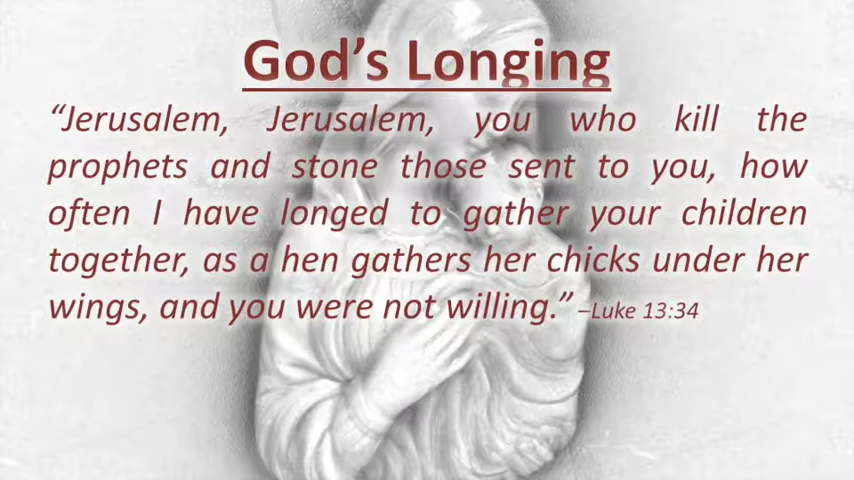 God’s Longing
“Jerusalem, Jerusalem, you who kill the
prophets and stone those sent to you, how
often I have longed to gather your children
together, as a hen gathers her chicks under her
wings, and you were not willing.” –Luke 13:34